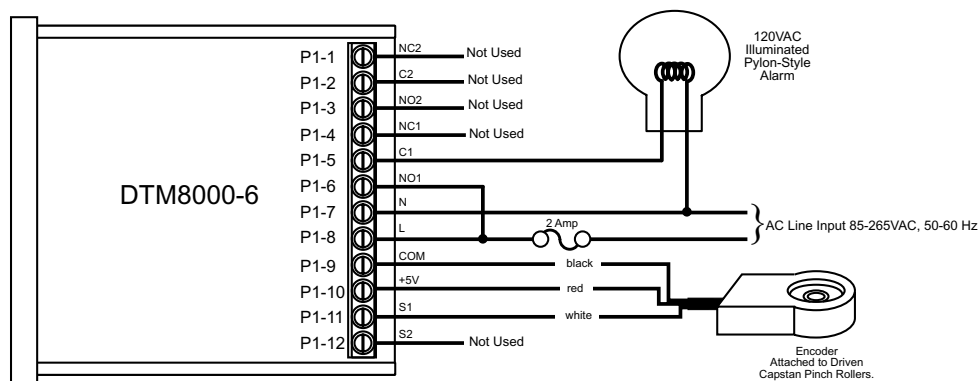 120VAC
Illuminated
Pylon-Style
Alarm
DTM8000-6
P1-1 NC2 Not Used
P1-2 C2 Not Used
P1-3 NO2 Not Used
P1-4 NC1 Not Used
P1-5 C1
P1-6 NO1
P1-7 N
P1-8 L 2 Amp
AC Line Input 85-265VAC, 50-60 Hz
P1-9 COM black
P1-10 +5V red
P1-11 S1 white
P1-12 S2 Not Used
Encoder
Attached to Driven
Capstan Pinch Rollers.